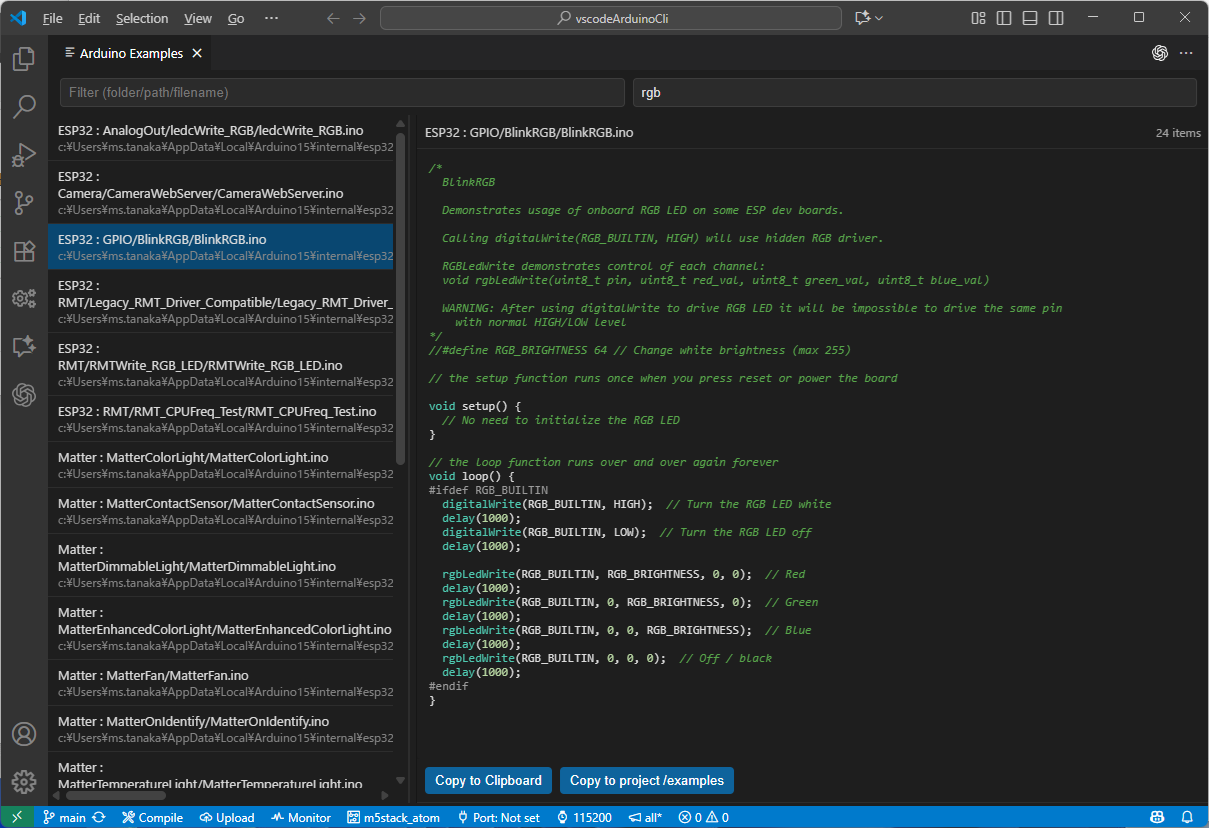 File Edit Selection View Go ··· vscodeArduinoCli
Arduino Examples
Filter (folder/path/filename)
rgb
ESP32 : AnalogOut/ledcWrite_RGB/ledcWrite_RGB.ino
c:¥Users¥ms.tanaka¥AppData¥Local¥Arduino15¥internal¥esp32
ESP32 :
Camera/CameraWebServer/CameraWebServer.ino
c:¥Users¥ms.tanaka¥AppData¥Local¥Arduino15¥internal¥esp32
ESP32 : GPIO/BlinkRGB/BlinkRGB.ino
c:¥Users¥ms.tanaka¥AppData¥Local¥Arduino15¥internal¥esp32
ESP32 :
RMT/Legacy_RMT_Driver_Compatible/Legacy_RMT_Driver_
c:¥Users¥ms.tanaka¥AppData¥Local¥Arduino15¥internal¥esp32
ESP32 :
RMT/RMTWrite_RGB_LED/RMTWrite_RGB_LED.ino
c:¥Users¥ms.tanaka¥AppData¥Local¥Arduino15¥internal¥esp32
ESP32 : RMT/RMT_CPUFreq_Test/RMT_CPUFreq_Test.ino
c:¥Users¥ms.tanaka¥AppData¥Local¥Arduino15¥internal¥esp32
Matter : MatterColorLight/MatterColorLight.ino
c:¥Users¥ms.tanaka¥AppData¥Local¥Arduino15¥internal¥esp32
Matter : MatterContactSensor/MatterContactSensor.ino
c:¥Users¥ms.tanaka¥AppData¥Local¥Arduino15¥internal¥esp32
Matter :
MatterDimmableLight/MatterDimmableLight.ino
c:¥Users¥ms.tanaka¥AppData¥Local¥Arduino15¥internal¥esp32
Matter :
MatterEnhancedColorLight/MatterEnhancedColorLight.ino
c:¥Users¥ms.tanaka¥AppData¥Local¥Arduino15¥internal¥esp32
Matter : MatterFan/MatterFan.ino
c:¥Users¥ms.tanaka¥AppData¥Local¥Arduino15¥internal¥esp32
Matter : MatterOnIdentify/MatterOnIdentify.ino
c:¥Users¥ms.tanaka¥AppData¥Local¥Arduino15¥internal¥esp32
Matter :
MatterTemperatureLight/MatterTemperatureLight.ino
ESP32 : GPIO/BlinkRGB/BlinkRGB.ino 24 items
/*
  BlinkRGB

  Demonstrates usage of onboard RGB LED on some ESP dev boards.

  Calling digitalWrite(RGB_BUILTIN, HIGH) will use hidden RGB driver.

  RGBLedWrite demonstrates control of each channel:
  void rgbLedWrite(uint8_t pin, uint8_t red_val, uint8_t green_val, uint8_t blue_val)

  WARNING: After using digitalWrite to drive RGB LED it will be impossible to drive the same pin
    with normal HIGH/LOW level
*/
//#define RGB_BRIGHTNESS 64 // Change white brightness (max 255)

// the setup function runs once when you press reset or power the board

void setup() {
  // No need to initialize the RGB LED
}

// the loop function runs over and over again forever
void loop() {
#ifdef RGB_BUILTIN
  digitalWrite(RGB_BUILTIN, HIGH);  // Turn the RGB LED white
  delay(1000);
  digitalWrite(RGB_BUILTIN, LOW);  // Turn the RGB LED off
  delay(1000);

  rgbLedWrite(RGB_BUILTIN, RGB_BRIGHTNESS, 0, 0);  // Red
  delay(1000);
  rgbLedWrite(RGB_BUILTIN, 0, RGB_BRIGHTNESS, 0);  // Green
  delay(1000);
  rgbLedWrite(RGB_BUILTIN, 0, 0, RGB_BRIGHTNESS);  // Blue
  delay(1000);
  rgbLedWrite(RGB_BUILTIN, 0, 0, 0);  // Off / black
  delay(1000);
#endif
}
Copy to Clipboard Copy to project /examples
main Compile Upload Monitor m5stack_atom Port: Not set 115200 all* 0 0